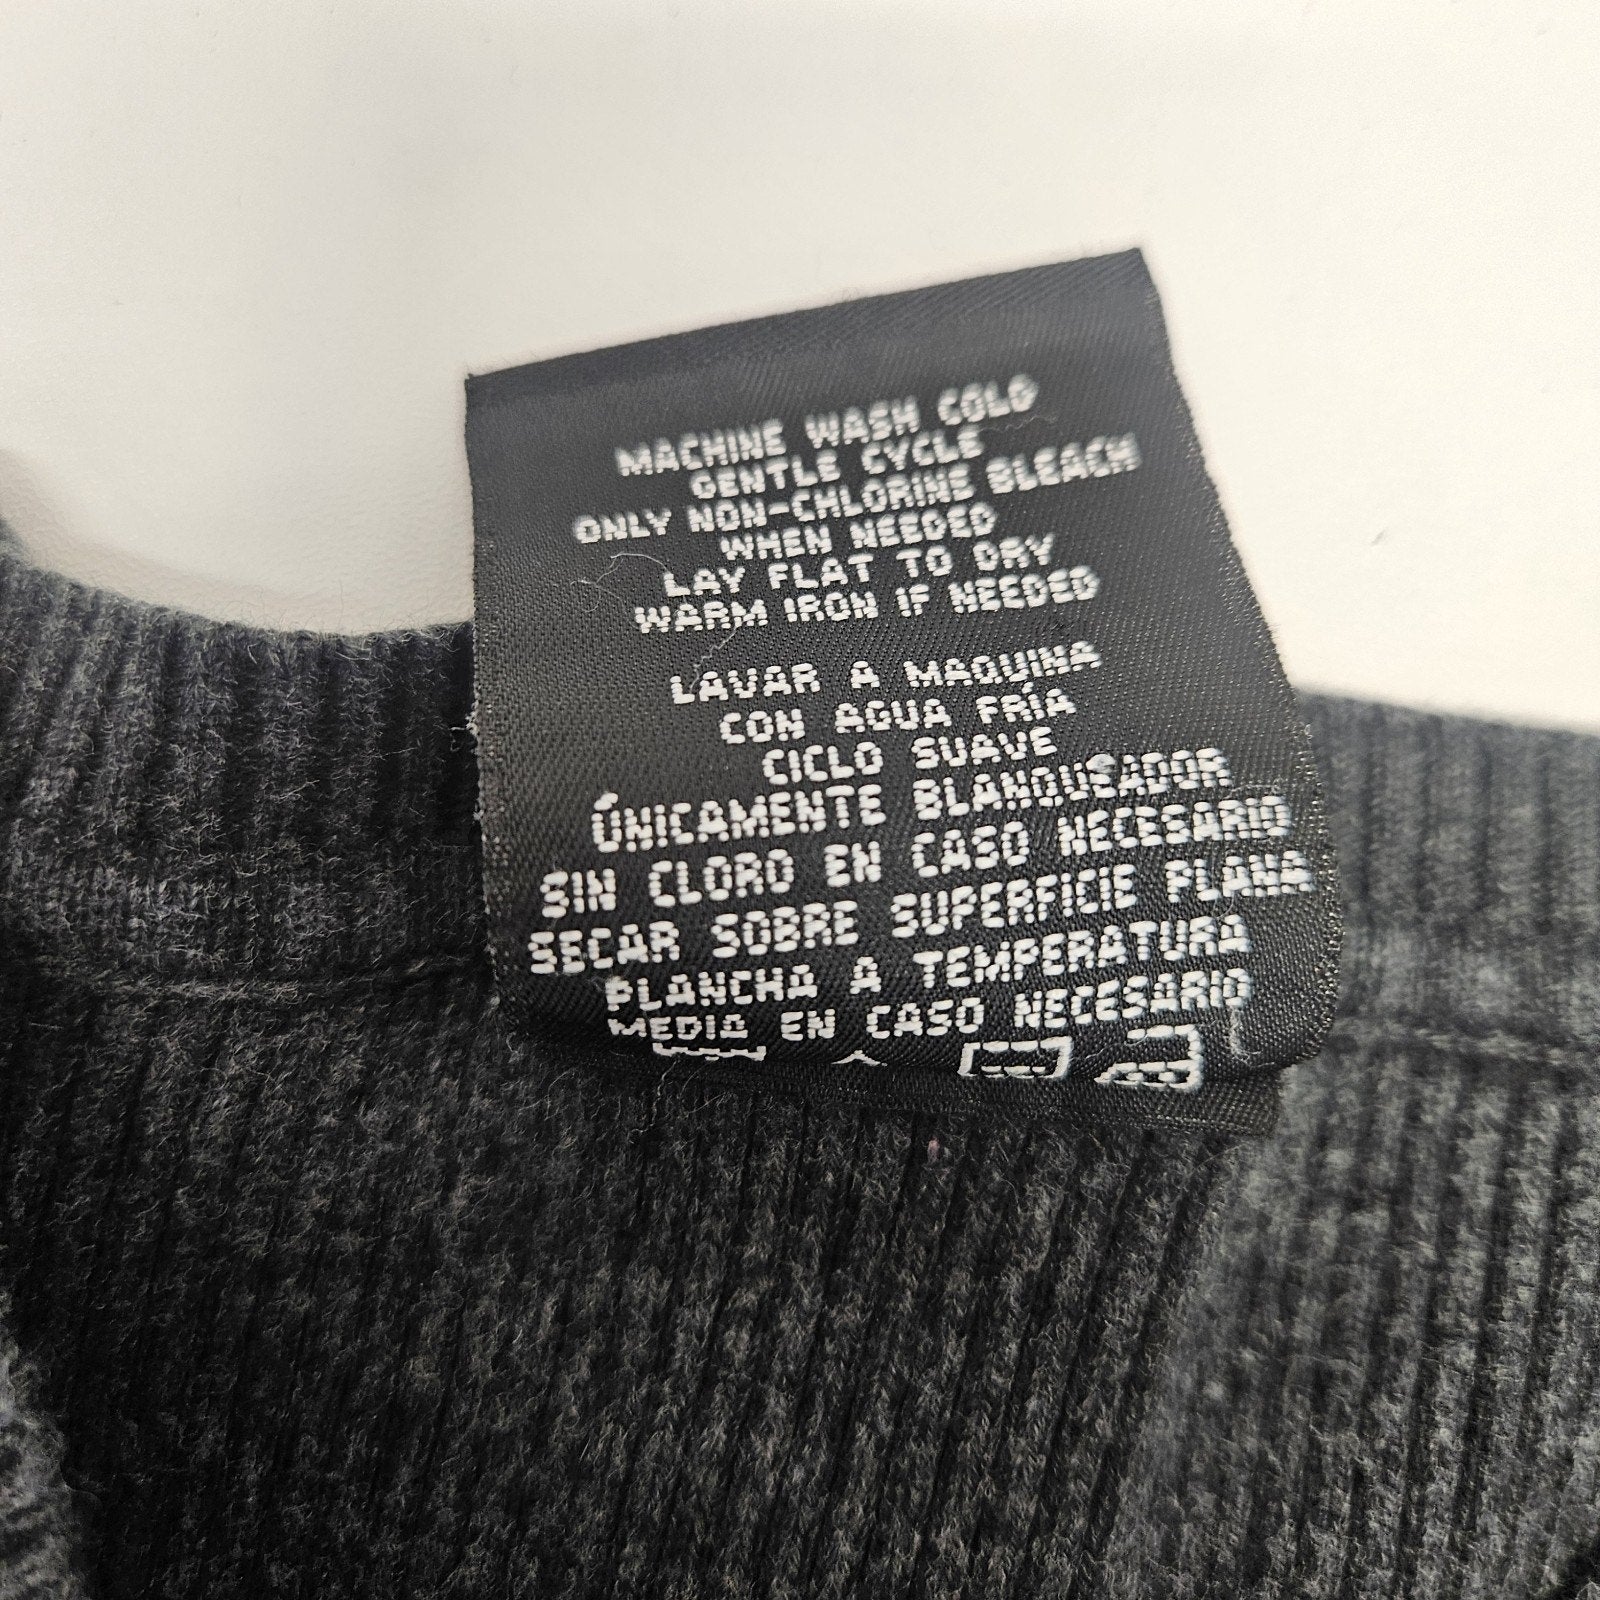 MACHINE WASH COLD
GENTLE CYCLE
ONLY NON-CHLORINE BLEACH
WHEN NEEDED
LAY FLAT TO DRY
WARM IRON IF NEEDED
LAVAR A MAQUINA
CON AGUA FRÍA
CICLO SUAVE
ÚNICAMENTE BLANQUEADOR
SIN CLORO EN CASO NECESARIO
SECAR SOBRE SUPERFICIE PLANA
PLANCHA A TEMPERATURA
MEDIA EN CASO NECESARIO